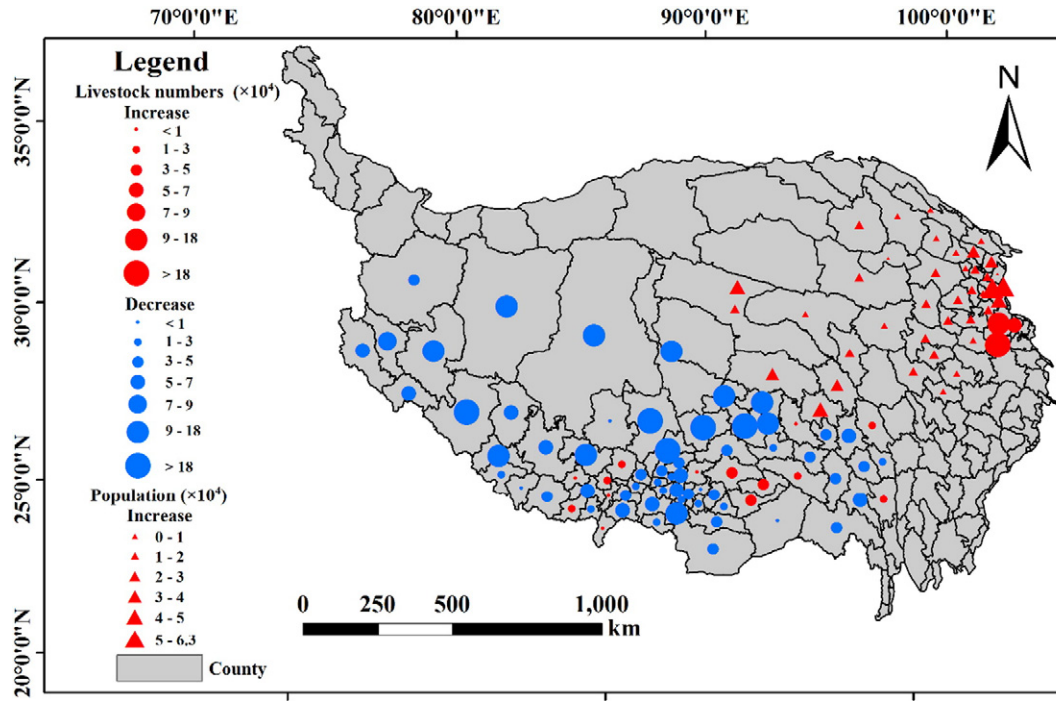 70°0'0"E 80°0'0"E 90°0'0"E 100°0'0"E
35°0'0"N
30°0'0"N
25°0'0"N
20°0'0"N
Legend
Livestock numbers (×10⁴)
Increase
< 1
1 - 3
3 - 5
5 - 7
7 - 9
9 - 18
> 18
Decrease
< 1
1 - 3
3 - 5
5 - 7
7 - 9
9 - 18
> 18
Population (×10⁴)
Increase
0 - 1
1 - 2
2 - 3
3 - 4
4 - 5
5 - 6.3
County
N
0 250 500 1,000
km